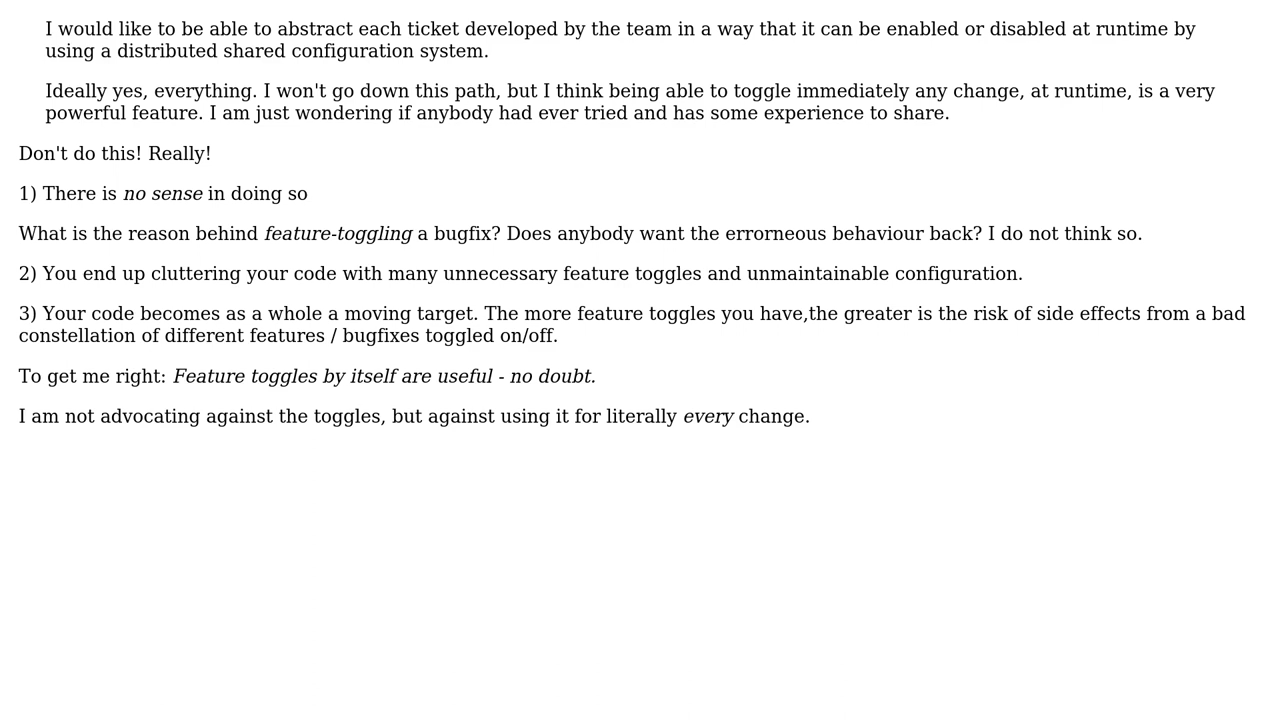 I would like to be able to abstract each ticket developed by the team in a way that it can be enabled or disabled at runtime by
using a distributed shared configuration system.
Ideally yes, everything. I won't go down this path, but I think being able to toggle immediately any change, at runtime, is a very
powerful feature. I am just wondering if anybody had ever tried and has some experience to share.
Don't do this! Really!
1) There is no sense in doing so
What is the reason behind feature-toggling a bugfix? Does anybody want the errorneous behaviour back? I do not think so.
2) You end up cluttering your code with many unnecessary feature toggles and unmaintainable configuration.
3) Your code becomes as a whole a moving target. The more feature toggles you have,the greater is the risk of side effects from a bad
constellation of different features / bugfixes toggled on/off.
To get me right: Feature toggles by itself are useful - no doubt.
I am not advocating against the toggles, but against using it for literally every change.